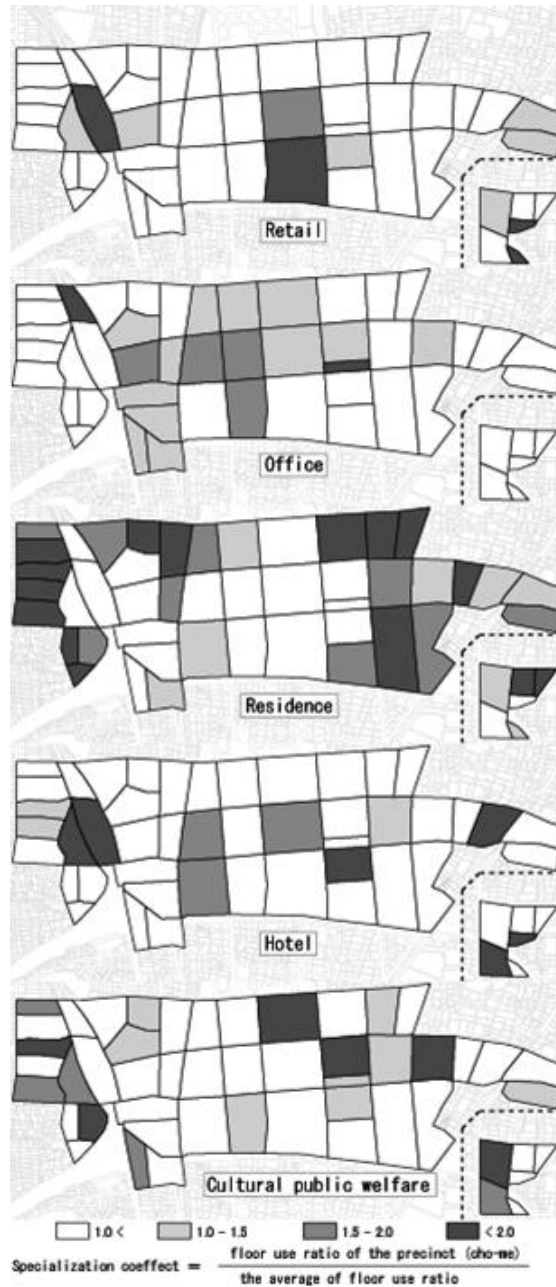 Retail
Office
Residence
Hotel
Cultural public welfare
1.0 <
1.0 - 1.5
1.5 - 2.0
< 2.0
Specialization coeffect = floor use ratio of the precinct (cho-me)
the average of floor use ratio